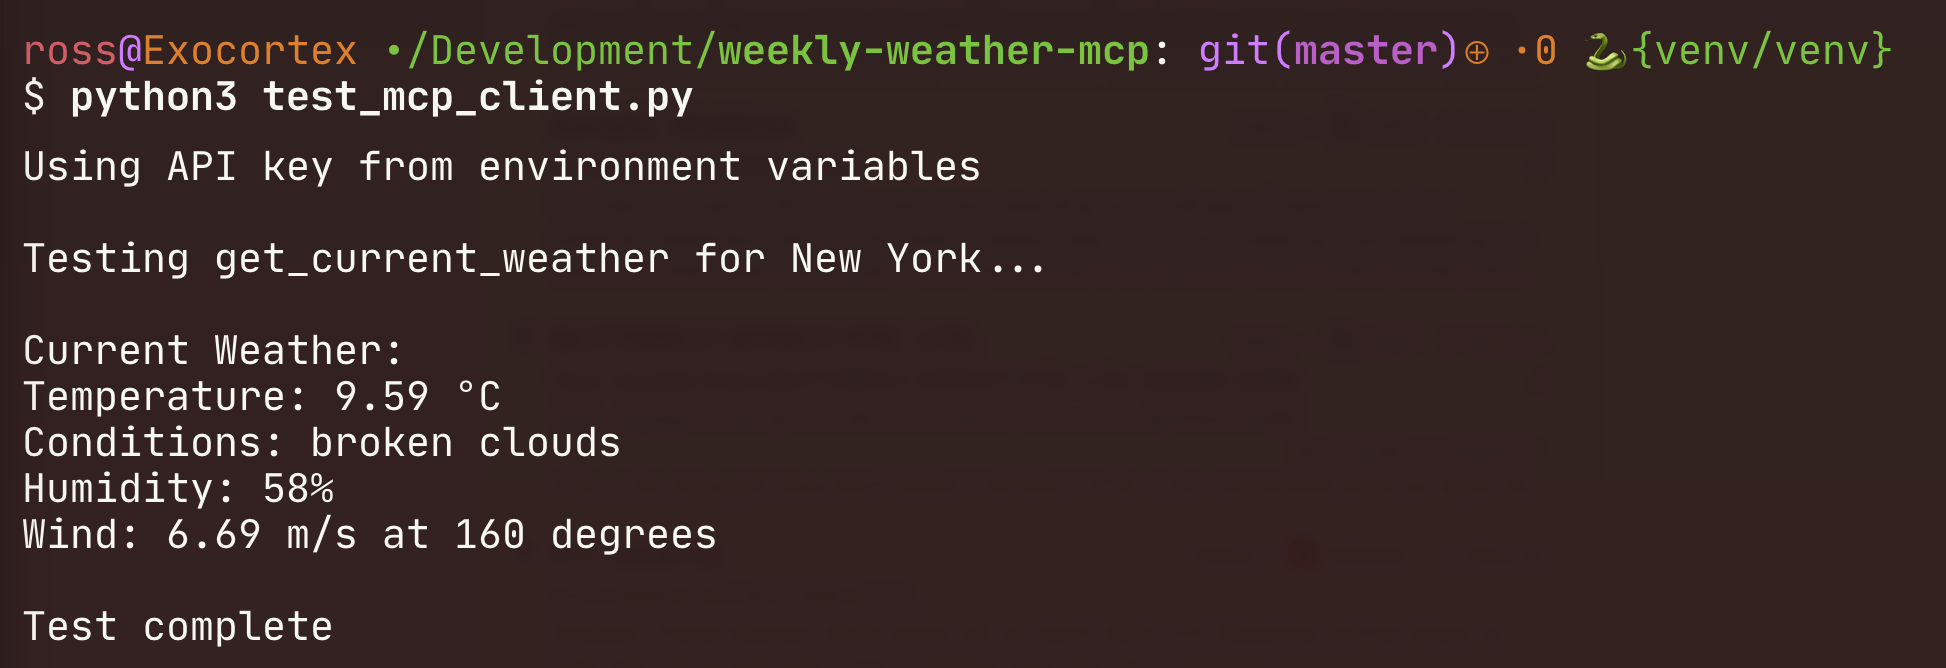 ross@Exocortex •/Development/weekly-weather-mcp: git(master)⊕ ·0 🐍{venv/venv}
$ python3 test_mcp_client.py
Using API key from environment variables
Testing get_current_weather for New York...
Current Weather:
Temperature: 9.59 °C
Conditions: broken clouds
Humidity: 58%
Wind: 6.69 m/s at 160 degrees
Test complete